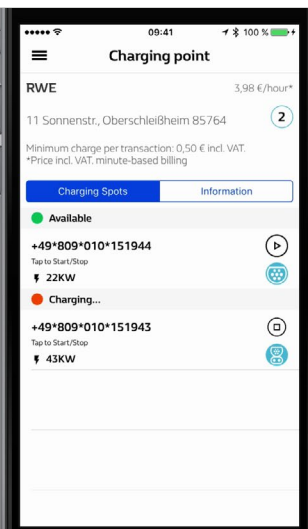 09:41
100 %
Charging point
RWE
3,98 €/hour*
11 Sonnenstr., Oberschleißheim 85764
2
Minimum charge per transaction: 0,50 € incl. VAT.
*Price incl. VAT. minute-based billing
Charging Spots
Information
Available
+49*809*010*151944
Tap to Start/Stop
22KW
Charging...
+49*809*010*151943
Tap to Start/Stop
43KW